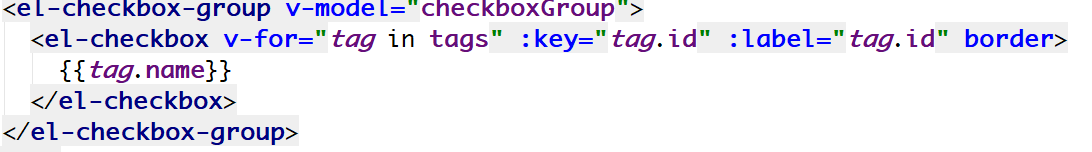 <el-checkbox-group v-model="checkboxGroup">
<el-checkbox v-for="tag in tags" :key="tag.id" :label="tag.id" border>
{{tag.name}}
</el-checkbox>
</el-checkbox-group>